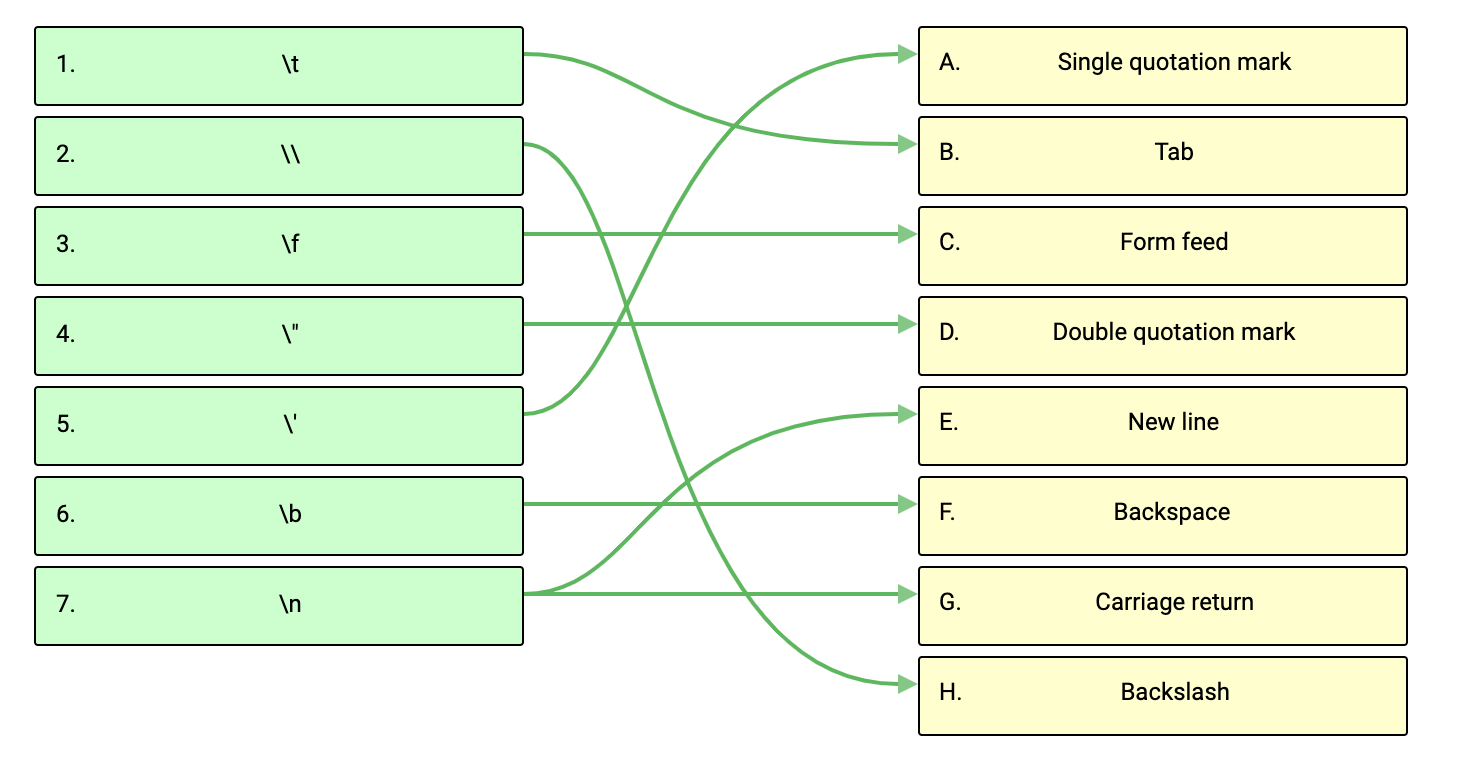 1. \t
A. Single quotation mark
2. \\
B. Tab
3. \f
C. Form feed
4. \"
D. Double quotation mark
5. \'
E. New line
6. \b
F. Backspace
7. \n
G. Carriage return
H. Backslash